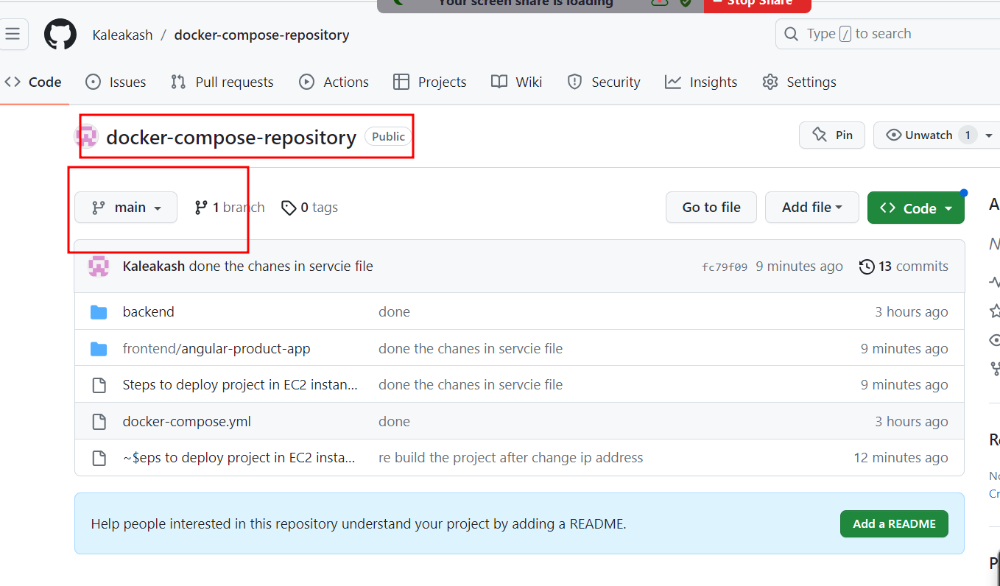 Your screen share is loading Stop Share
Kaleakash / docker-compose-repository Type / to search
Code Issues Pull requests Actions Projects Wiki Security Insights Settings
docker-compose-repository Public Pin Unwatch 1
main 1 branch 0 tags Go to file Add file Code
Kaleakash done the chanes in servcie file fc79f09 9 minutes ago 13 commits
backend done 3 hours ago
frontend/angular-product-app done the chanes in servcie file 9 minutes ago
Steps to deploy project in EC2 instan... done the chanes in servcie file 9 minutes ago
docker-compose.yml done 3 hours ago
~$eps to deploy project in EC2 insta... re build the project after change ip address 12 minutes ago
Help people interested in this repository understand your project by adding a README. Add a README